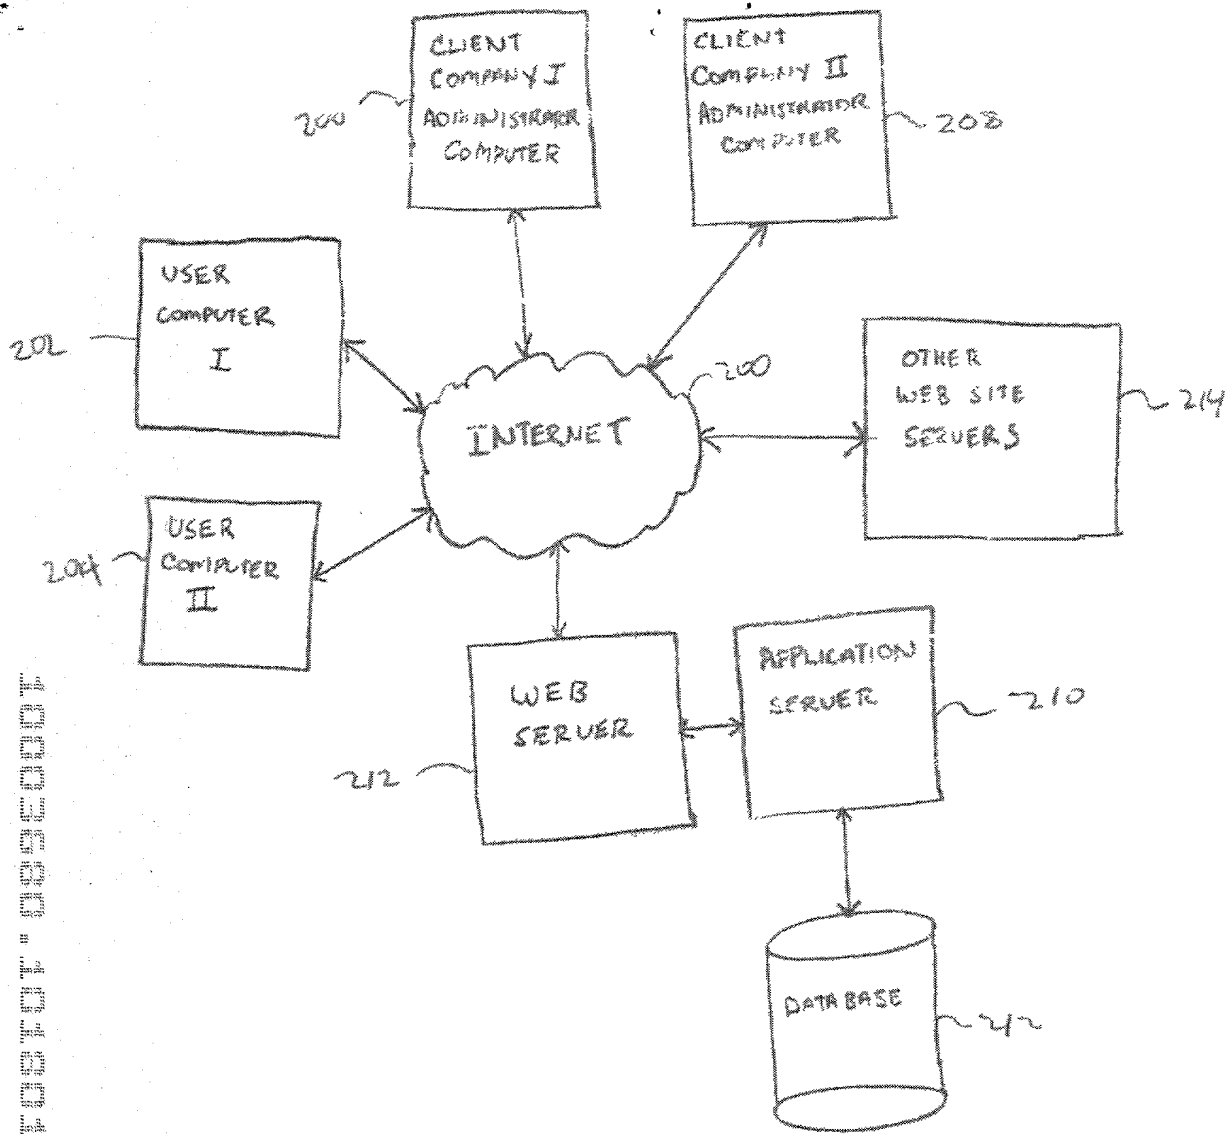 CLIENT
COMPANY I
ADMINISTRATOR
COMPUTER
200
CLIENT
COMPANY II
ADMINISTRATOR
COMPUTER
208
USER
COMPUTER
I
202
INTERNET
200
OTHER
WEB SITE
SERVERS
214
USER
COMPUTER
II
204
WEB
SERVER
212
APPLICATION
SERVER
210
DATABASE
212